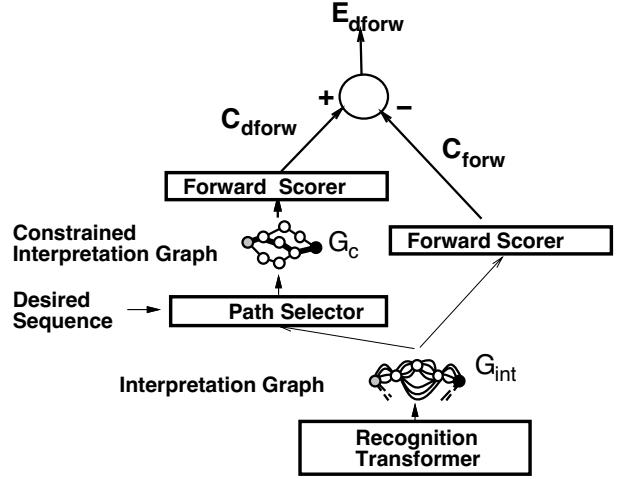 E_dforw
+ −
C_dforw
C_forw
Forward Scorer
Forward Scorer
Constrained
Interpretation Graph
G_c
Desired
Sequence
Path Selector
Interpretation Graph
G_int
Recognition
Transformer